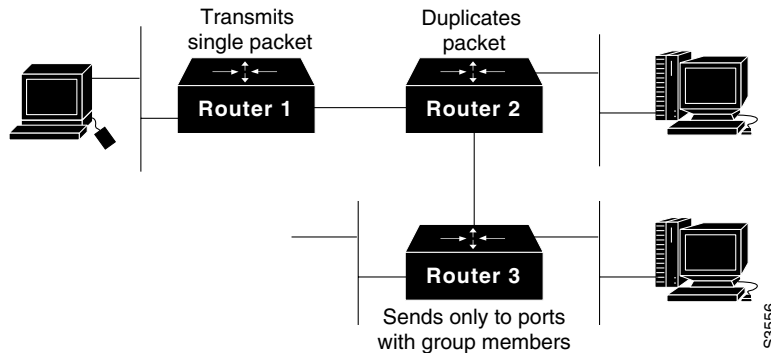 Transmits
single packet
Duplicates
packet
Router 1
Router 2
Router 3
Sends only to ports
with group members
S3556